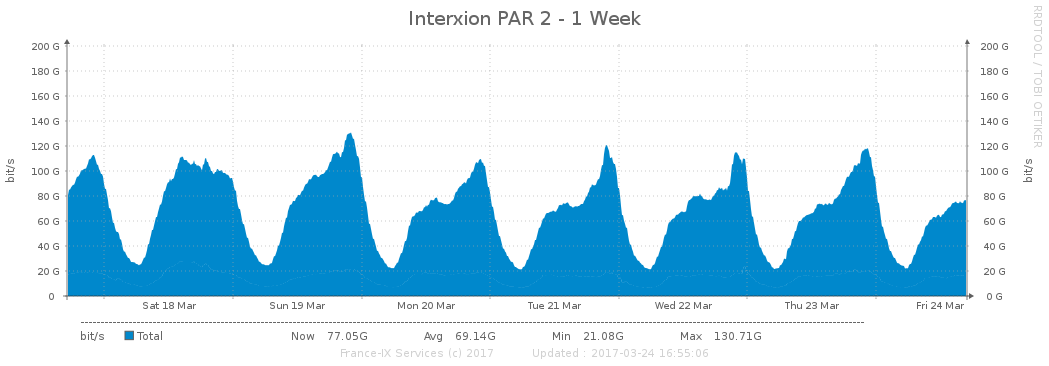 Interxion PAR 2 - 1 Week
RRDTOOL / TOBI OETIKER
200 G 200 G
180 G 180 G
160 G 160 G
140 G 140 G
120 G 120 G
100 G 100 G
80 G 80 G
60 G 60 G
40 G 40 G
20 G 20 G
0 0 G
bit/s bit/s
Sat 18 Mar Sun 19 Mar Mon 20 Mar Tue 21 Mar Wed 22 Mar Thu 23 Mar Fri 24 Mar
bit/s Total Now 77.05G Avg 69.14G Min 21.08G Max 130.71G
France-IX Services (c) 2017 Updated : 2017-03-24 16:55:06